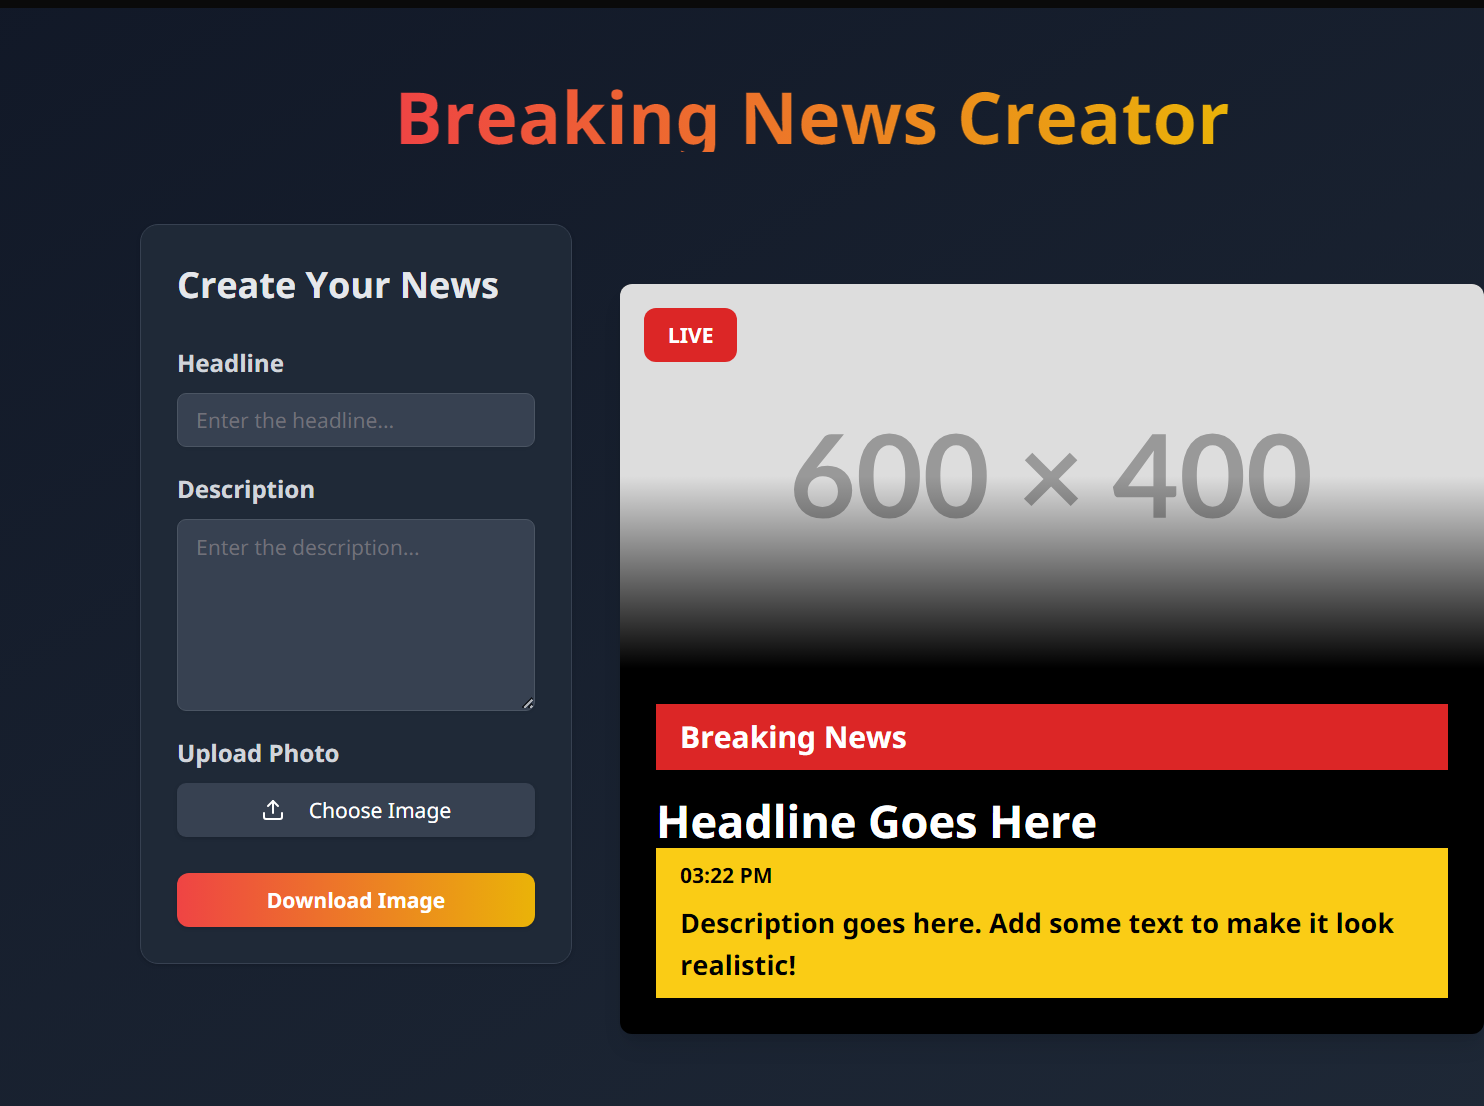 Breaking News Creator
Create Your News
Headline
Enter the headline...
Description
Enter the description...
Upload Photo
Choose Image
Download Image
LIVE
600 × 400
Breaking News
Headline Goes Here
03:22 PM
Description goes here. Add some text to make it look
realistic!